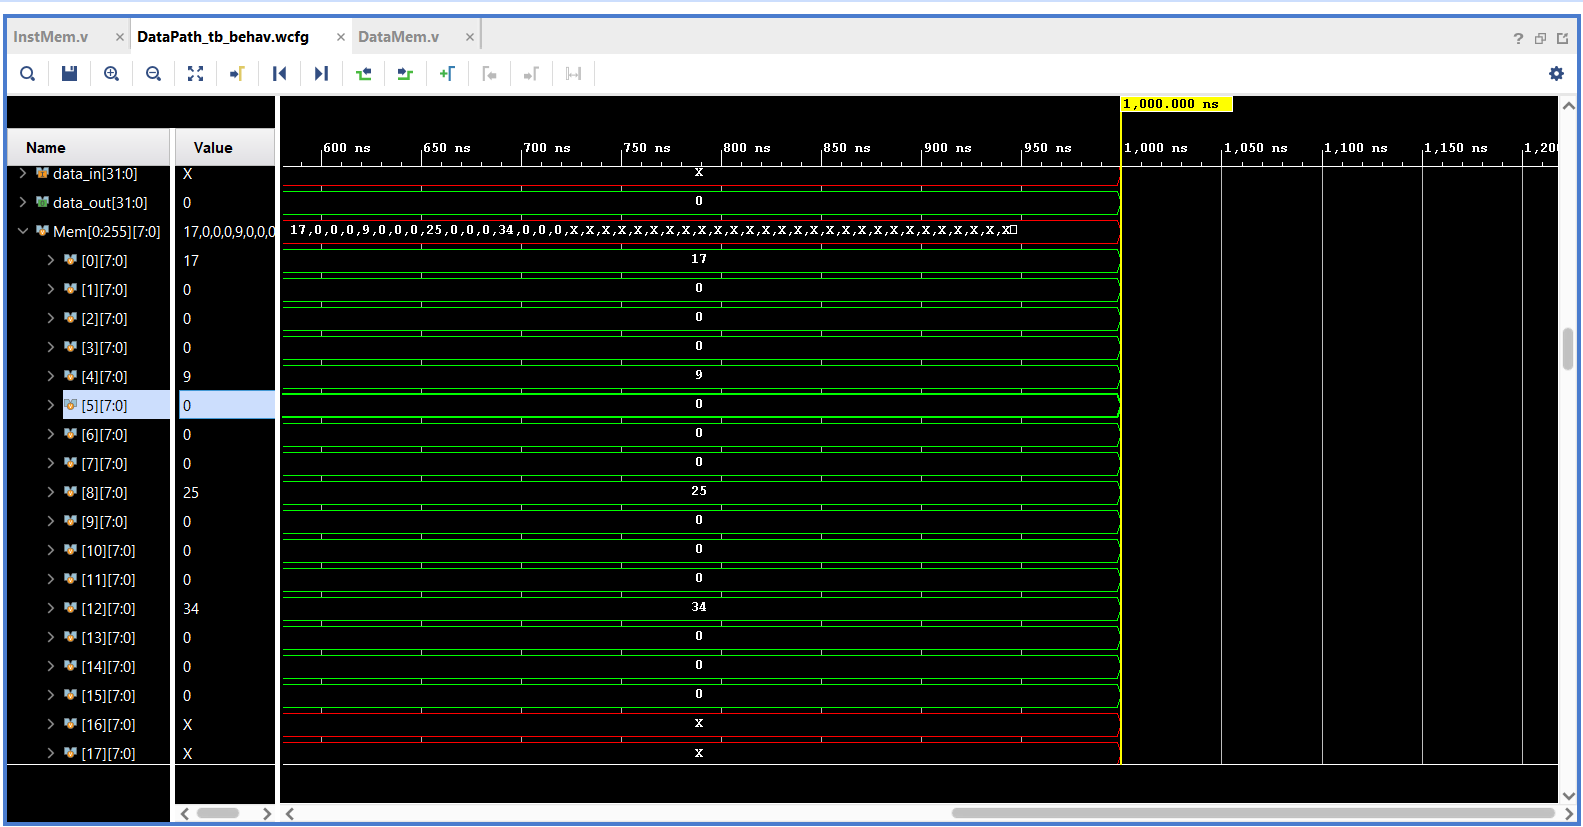 InstMem.v × DataPath_tb_behav.wcfg × DataMem.v × ?
1,000.000 ns
Name Value 600 ns 650 ns 700 ns 750 ns 800 ns 850 ns 900 ns 950 ns 1,000 ns 1,050 ns 1,100 ns 1,150 ns 1,200
data_in[31:0] X X
data_out[31:0] 0 0
Mem[0:255][7:0] 17,0,0,0,9,0,0,0 17,0,0,0,9,0,0,0,25,0,0,0,34,0,0,0,X,X,X,X,X,X,X,X,X,X,X,X,X,X,X,X,X,X,X,X,X,X,X,X,X,X,X,X
[0][7:0] 17 17
[1][7:0] 0 0
[2][7:0] 0 0
[3][7:0] 0 0
[4][7:0] 9 9
[5][7:0] 0 0
[6][7:0] 0 0
[7][7:0] 0 0
[8][7:0] 25 25
[9][7:0] 0 0
[10][7:0] 0 0
[11][7:0] 0 0
[12][7:0] 34 34
[13][7:0] 0 0
[14][7:0] 0 0
[15][7:0] 0 0
[16][7:0] X X
[17][7:0] X X